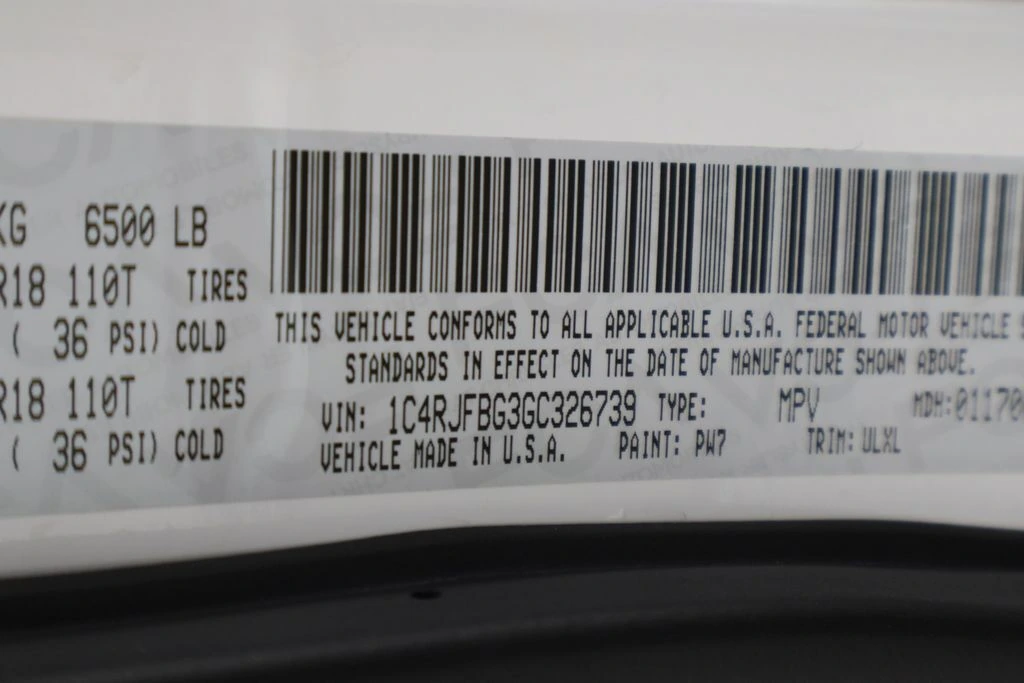 KG 6500 LB
R18 110T TIRES
( 36 PSI) COLD
R18 110T TIRES
( 36 PSI) COLD
THIS VEHICLE CONFORMS TO ALL APPLICABLE U.S.A. FEDERAL MOTOR VEHICLE
STANDARDS IN EFFECT ON THE DATE OF MANUFACTURE SHOWN ABOVE.
VIN: 1C4RJFBG3GC326739 TYPE: MPV MDH:01170
VEHICLE MADE IN U.S.A. PAINT: PW7 TRIM: ULXL